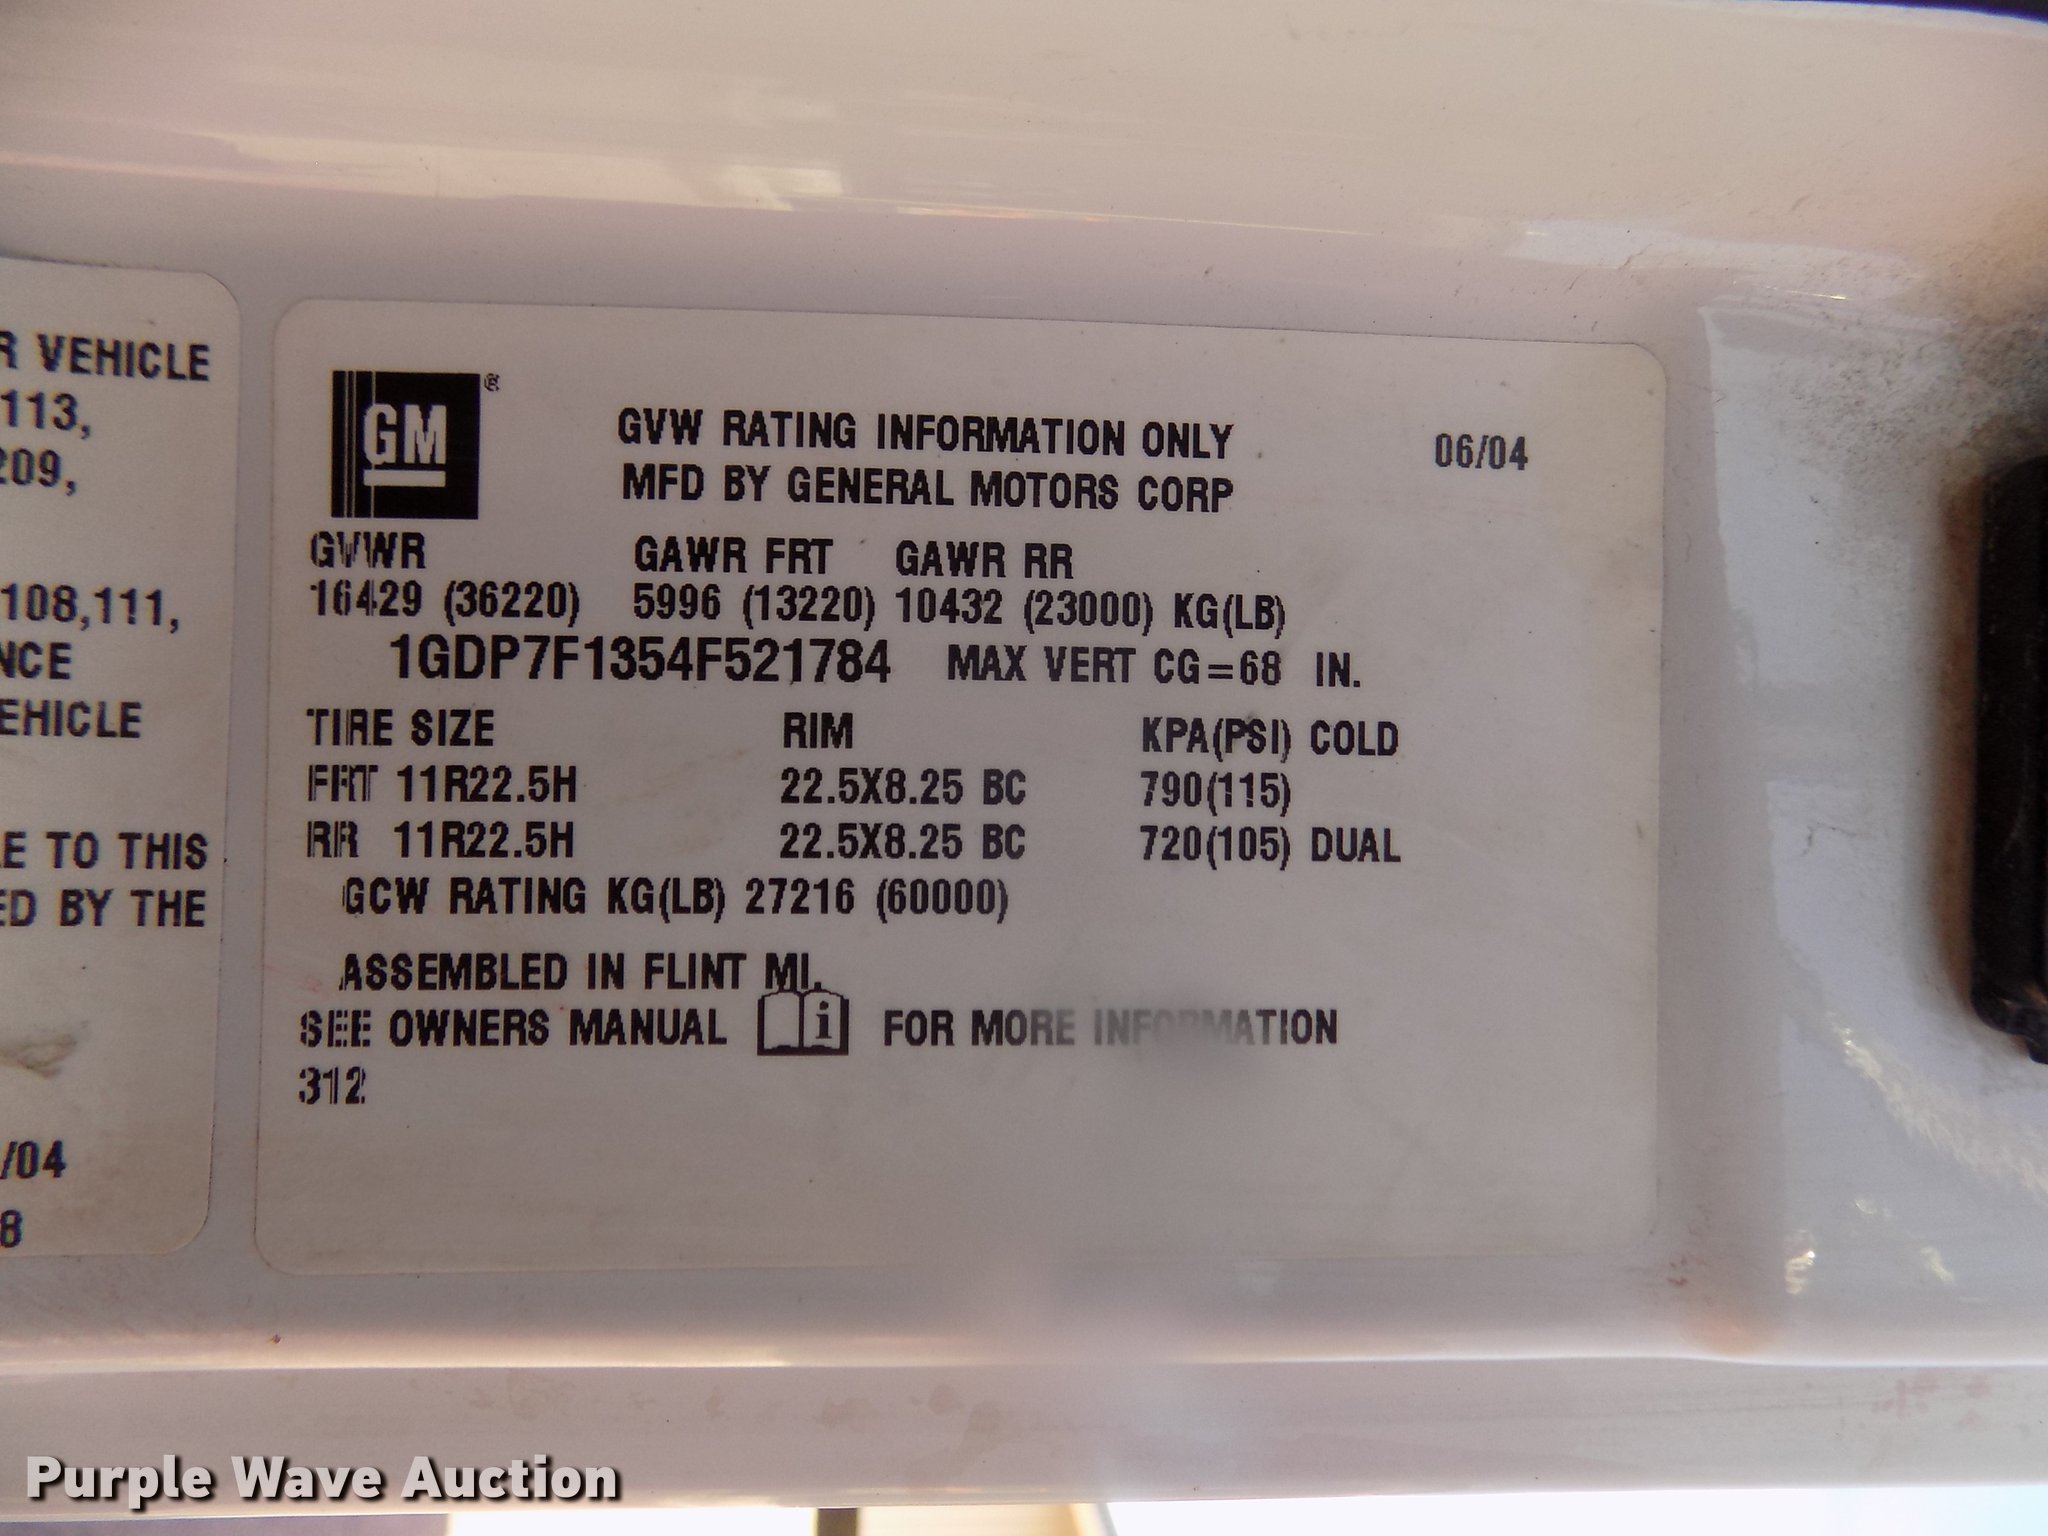 R VEHICLE
113,
209,
108,111,
NCE
EHICLE
E TO THIS
ED BY THE
/04
8
GM®
GVW RATING INFORMATION ONLY 06/04
MFD BY GENERAL MOTORS CORP
GVWR GAWR FRT GAWR RR
16429 (36220) 5996 (13220) 10432 (23000) KG(LB)
1GDP7F1354F521784 MAX VERT CG=68 IN.
TIRE SIZE RIM KPA(PSI) COLD
FRT 11R22.5H 22.5X8.25 BC 790(115)
RR 11R22.5H 22.5X8.25 BC 720(105) DUAL
GCW RATING KG(LB) 27216 (60000)
ASSEMBLED IN FLINT MI.
SEE OWNERS MANUAL i FOR MORE INFORMATION
312
Purple Wave Auction